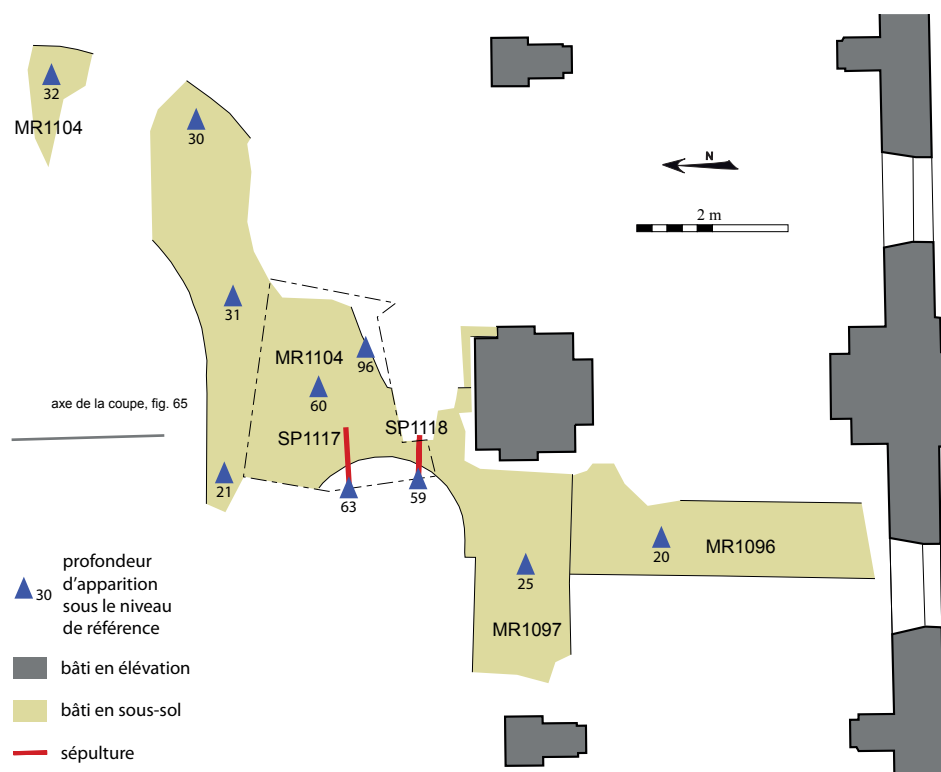 32
MR1104
30
N
2 m
31
MR1104
96
60
axe de la coupe, fig. 65
SP1118
SP1117
21
63
59
20
MR1096
25
MR1097
profondeur
d'apparition
30
sous le niveau
de référence
bâti en élévation
bâti en sous-sol
sépulture